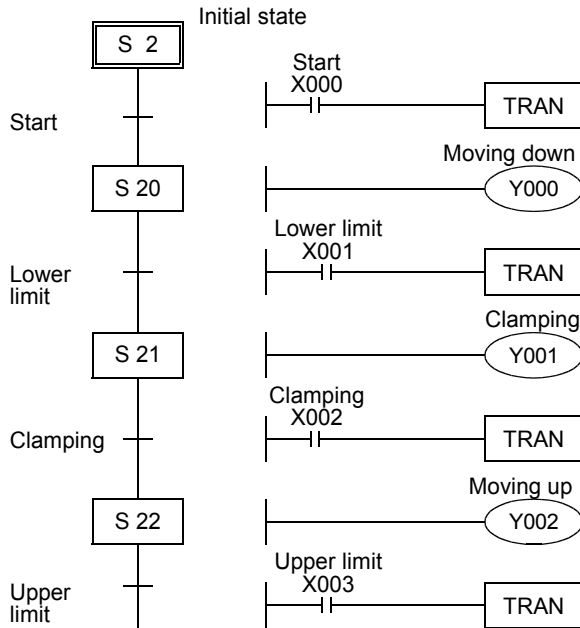 Initial state
S 2
Start
X000
TRAN
Start
Moving down
S 20
Y000
Lower limit
X001
TRAN
Lower
limit
Clamping
S 21
Y001
Clamping
X002
TRAN
Clamping
Moving up
S 22
Y002
Upper limit
X003
TRAN
Upper
limit